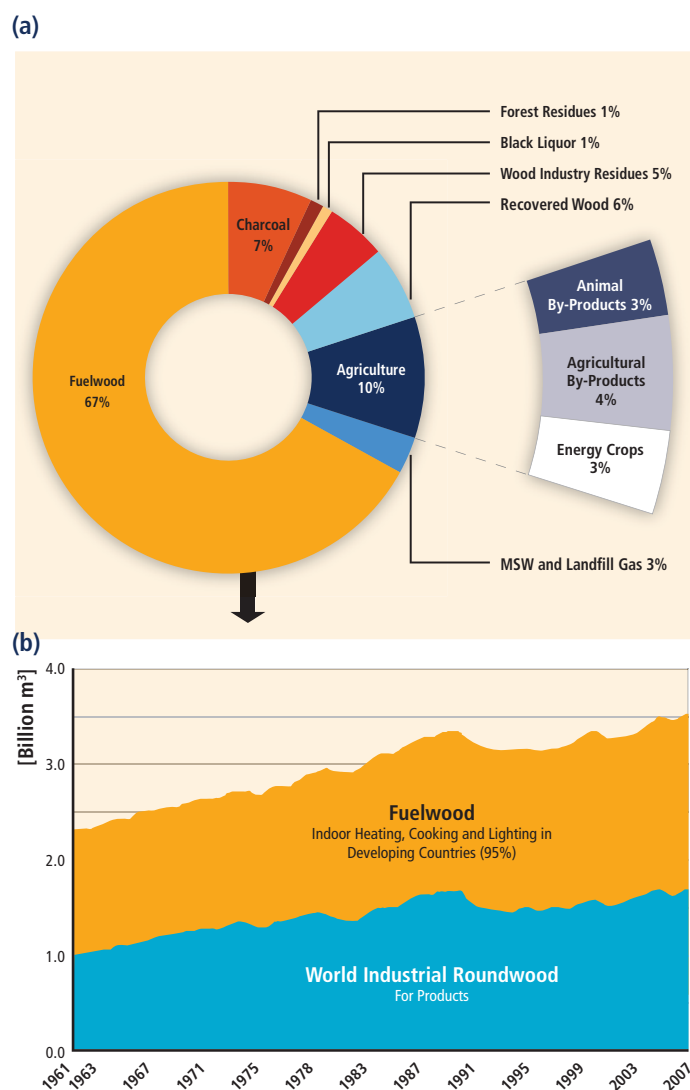 (a)
Forest Residues 1%
Black Liquor 1%
Wood Industry Residues 5%
Recovered Wood 6%
Charcoal
7%
Animal
By-Products 3%
Agriculture
10%
Agricultural
By-Products
4%
Fuelwood
67%
Energy Crops
3%
MSW and Landfill Gas 3%
(b)
[Billion m³]
4.0
3.0
2.0
1.0
0.0
Fuelwood
Indoor Heating, Cooking and Lighting in
Developing Countries (95%)
World Industrial Roundwood
For Products
1961
1963
1967
1971
1975
1978
1983
1987
1991
1995
1999
2003
2007